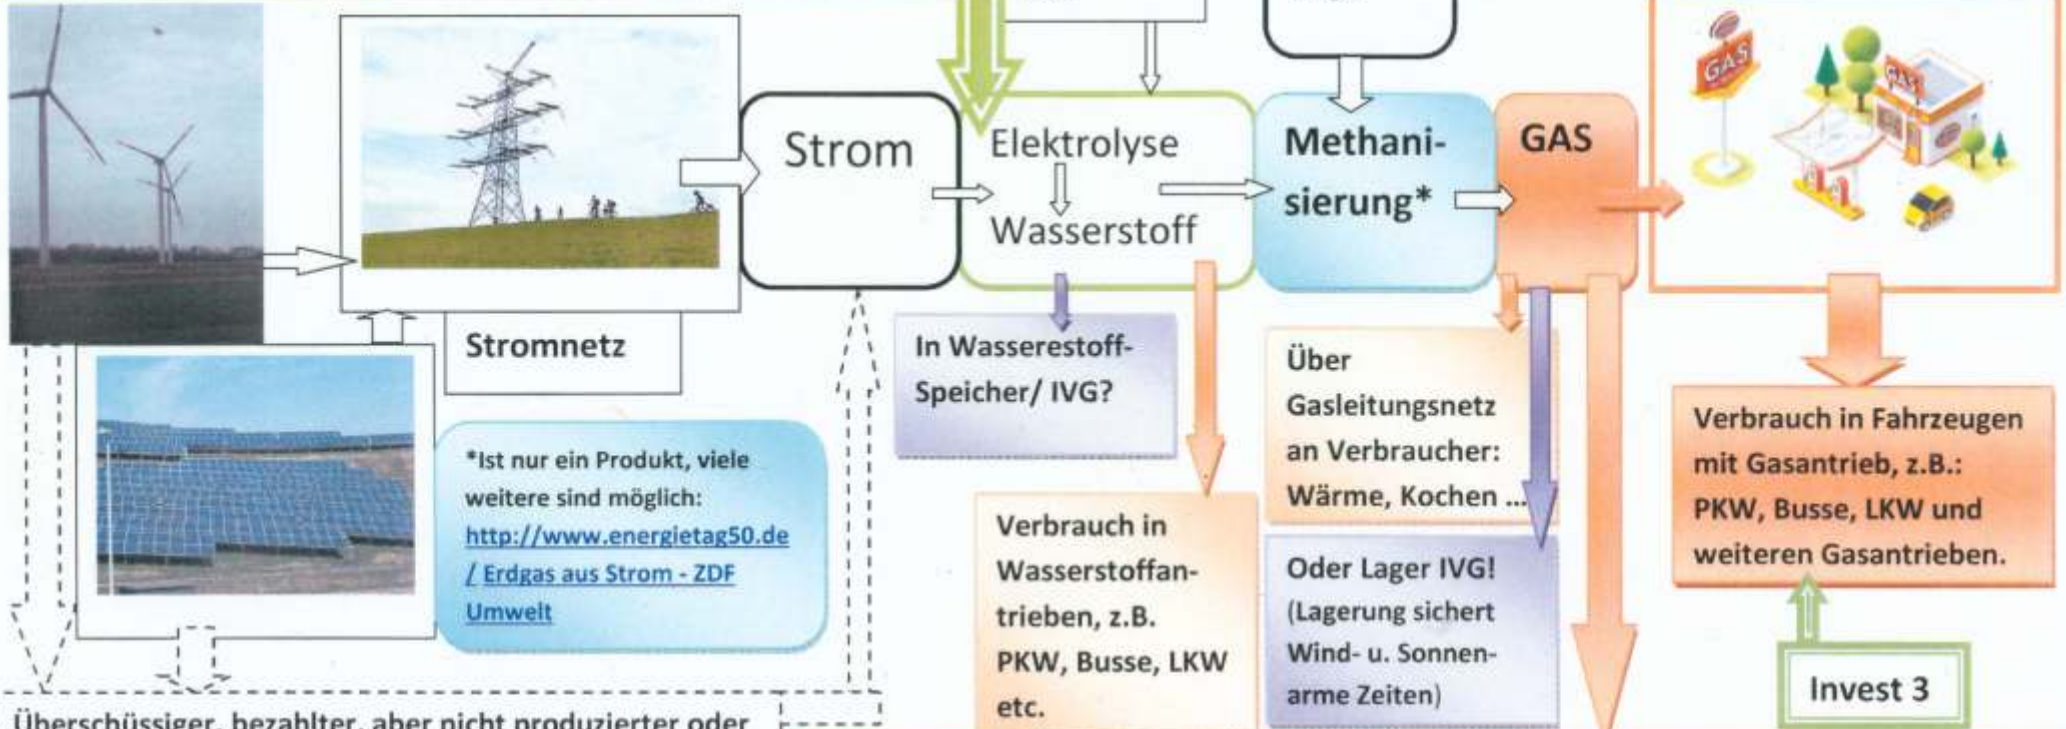 Strom
Elektrolyse
Wasserstoff
Methani-
sierung*
GAS
GAS
GAS
Stromnetz
*Ist nur ein Produkt, viele
weitere sind möglich:
http://www.energietag50.de
/ Erdgas aus Strom - ZDF
Umwelt
In Wasserestoff-
Speicher/ IVG?
Verbrauch in
Wasserstoffan-
trieben, z.B.
PKW, Busse, LKW
etc.
Über
Gasleitungsnetz
an Verbraucher:
Wärme, Kochen ...
Oder Lager IVG!
(Lagerung sichert
Wind- u. Sonnen-
arme Zeiten)
Verbrauch in Fahrzeugen
mit Gasantrieb, z.B.:
PKW, Busse, LKW und
weiteren Gasantrieben.
Invest 3
Überschüssiger, bezahlter, aber nicht produzierter oder